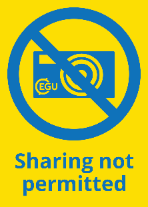 EGU
Sharing not
permitted